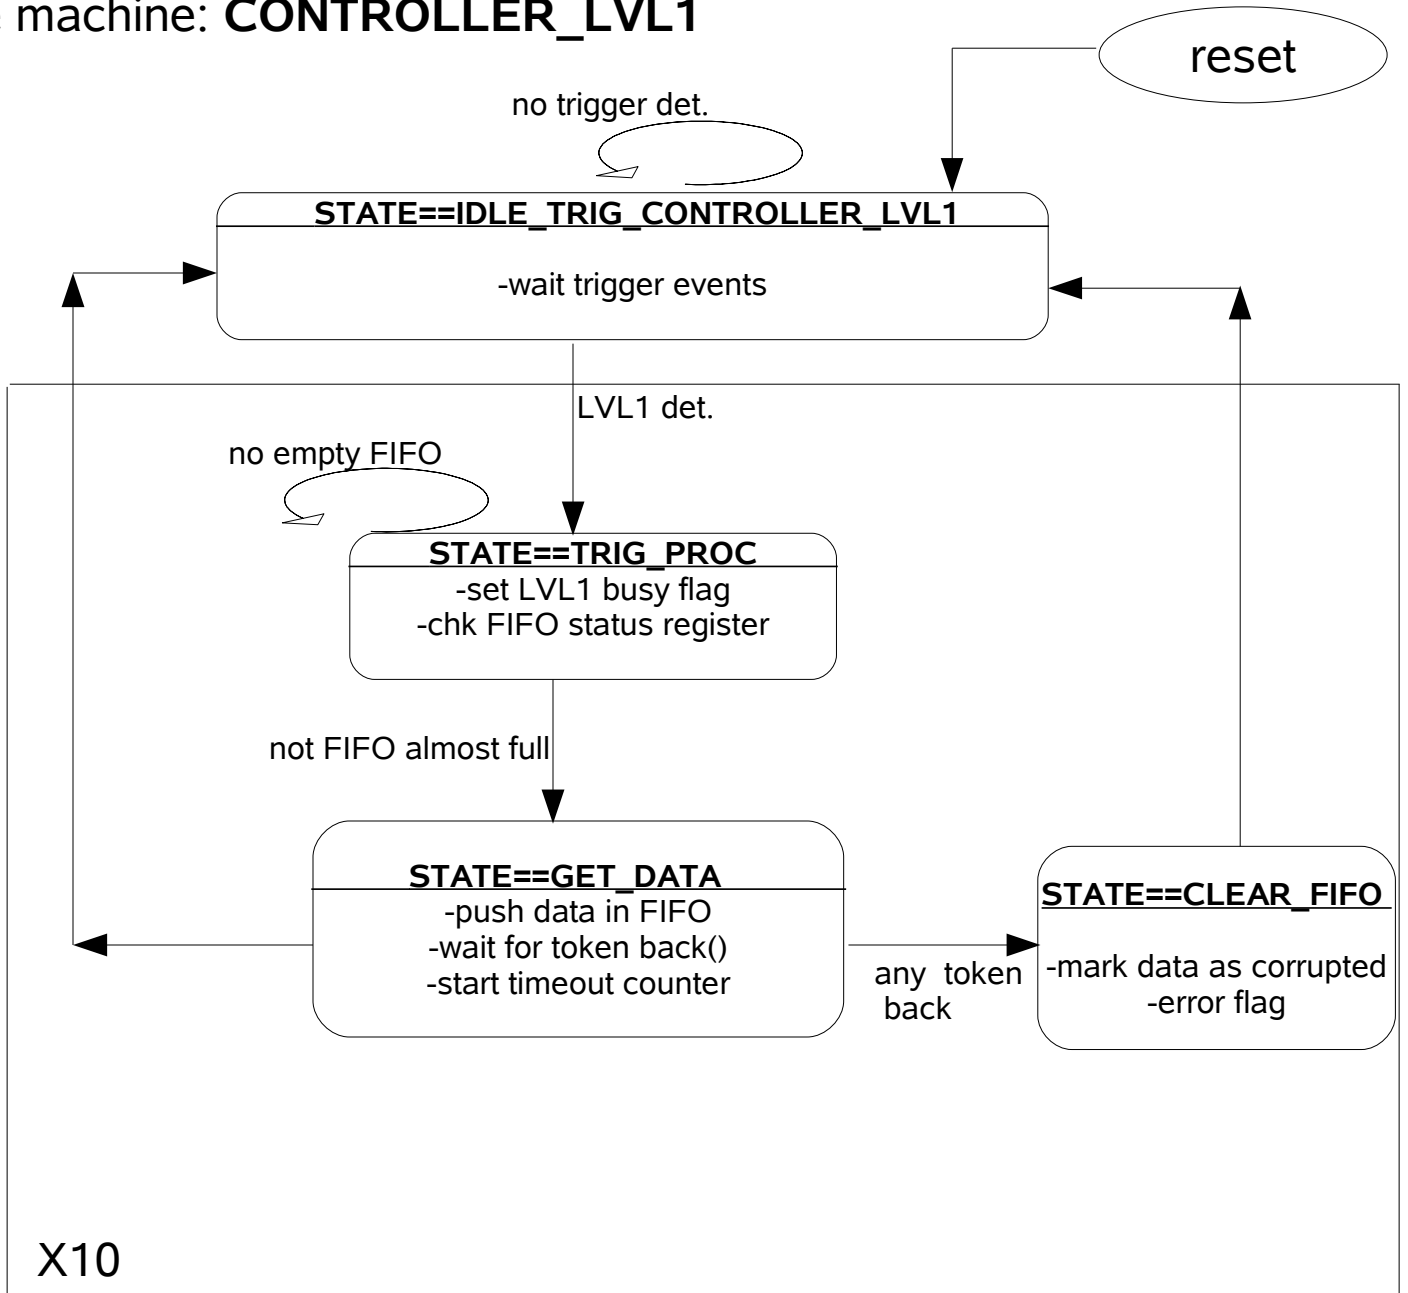 machine: CONTROLLER_LVL1
reset
no trigger det.
STATE==IDLE_TRIG_CONTROLLER_LVL1
-wait trigger events
LVL1 det.
no empty FIFO
STATE==TRIG_PROC
-set LVL1 busy flag
-chk FIFO status register
not FIFO almost full
STATE==GET_DATA
-push data in FIFO
-wait for token back()
-start timeout counter
any token
back
STATE==CLEAR_FIFO
-mark data as corrupted
-error flag
X10